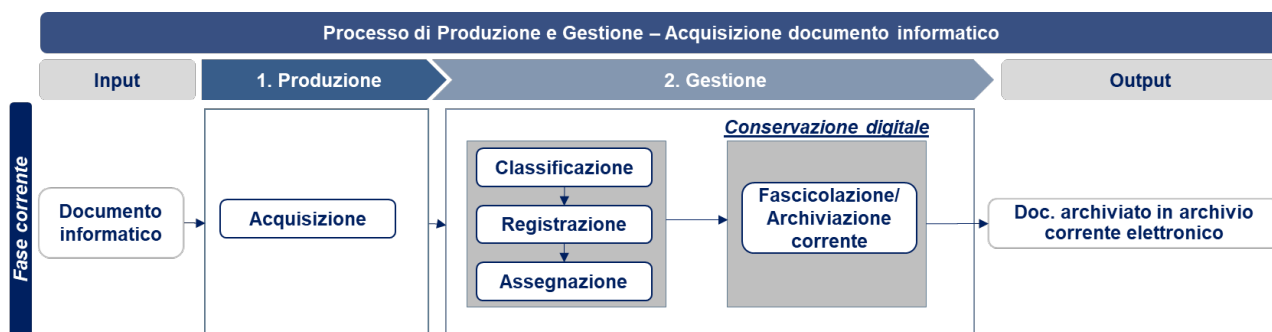 Processo di Produzione e Gestione – Acquisizione documento informatico
Input
1. Produzione
2. Gestione
Output
Fase corrente
Documento
informatico
Acquisizione
Classificazione
Registrazione
Assegnazione
Conservazione digitale
Fascicolazione/
Archiviazione
corrente
Doc. archiviato in archivio
corrente elettronico